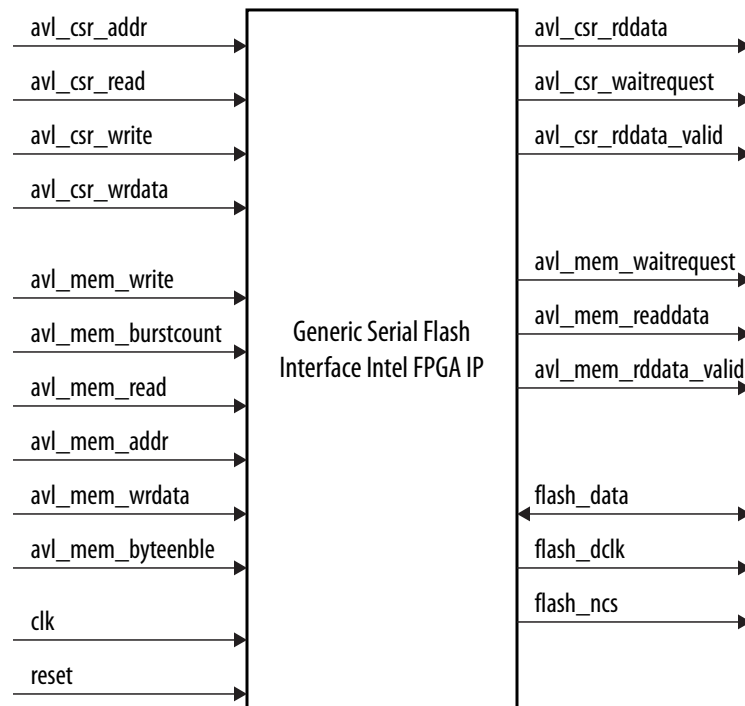 avl_csr_addr
avl_csr_read
avl_csr_write
avl_csr_wrdata
avl_mem_write
avl_mem_burstcount
avl_mem_read
avl_mem_addr
avl_mem_wrdata
avl_mem_byteenble
clk
reset
Generic Serial Flash
Interface Intel FPGA IP
avl_csr_rddata
avl_csr_waitrequest
avl_csr_rddata_valid
avl_mem_waitrequest
avl_mem_readdata
avl_mem_rddata_valid
flash_data
flash_dclk
flash_ncs